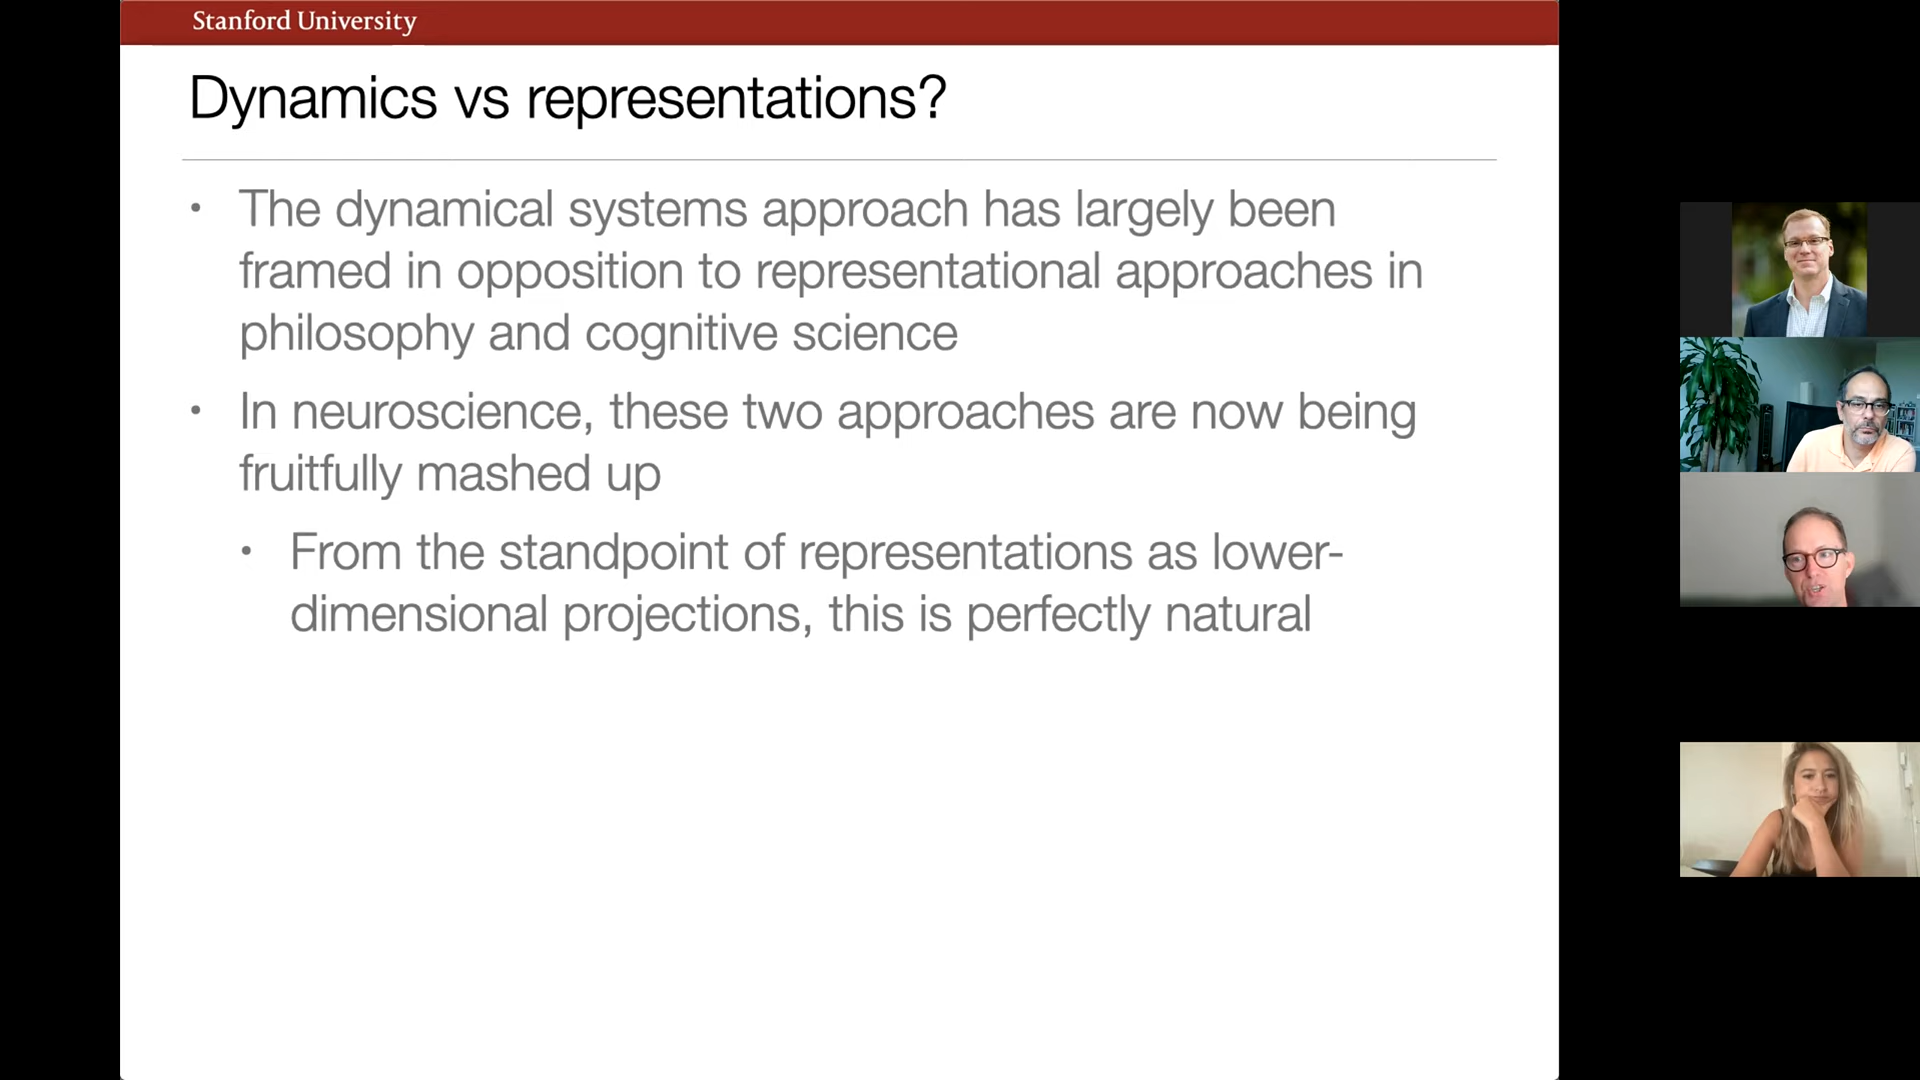 Stanford University
Dynamics vs representations?
• The dynamical systems approach has largely been
framed in opposition to representational approaches in
philosophy and cognitive science
• In neuroscience, these two approaches are now being
fruitfully mashed up
• From the standpoint of representations as lower-
dimensional projections, this is perfectly natural